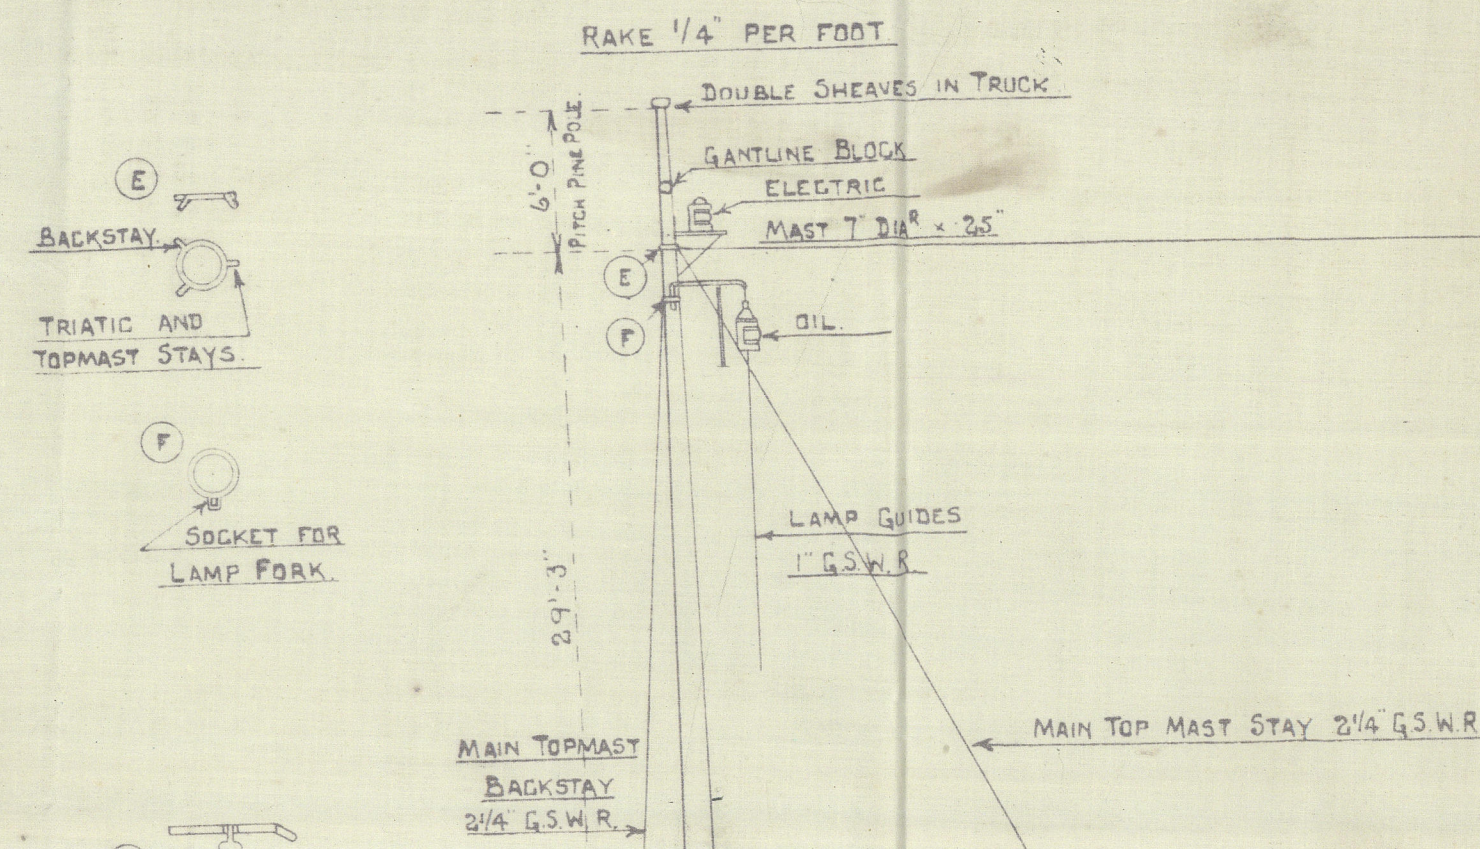 RAKE 1/4" PER FOOT
DOUBLE SHEAVES IN TRUCK
6'-0"
PITCH PINE POLE.
GANTLINE BLOCK
ELECTRIC
MAST 7" DIAR × .25"
E
BACKSTAY.
TRIATIC AND
TOPMAST STAYS.
E
F
OIL.
F
SOCKET FOR
LAMP FORK.
LAMP GUIDES
1" G.S.W.R.
29'-3"
MAIN TOPMAST
BACKSTAY
2 1/4" G.S.W.R.
MAIN TOP MAST STAY 2 1/4" G.S.W.R